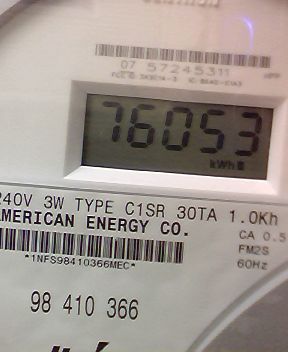 07 57245311
76053
kWh
240V 3W TYPE C1SR 30TA 1.0Kh
AMERICAN ENERGY CO.
CA 0.5
FM2S
*1NFS98410366MEC*
60Hz
98 410 366